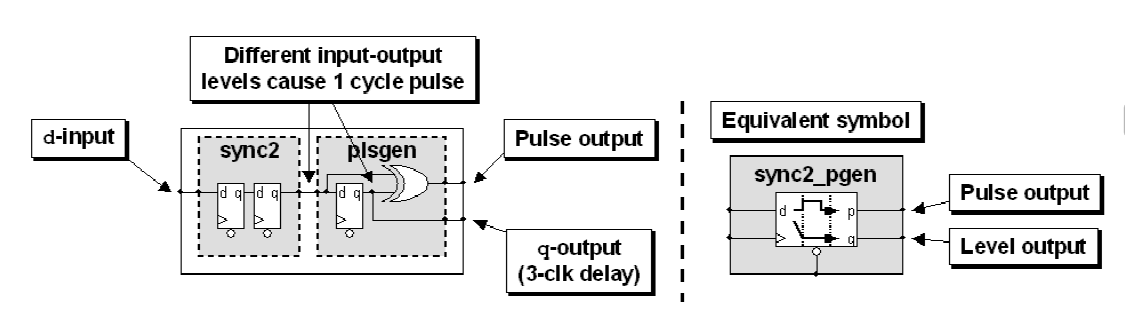 Different input-output
levels cause 1 cycle pulse
d-input
sync2
plsgen
d q
d q
d q
Pulse output
q-output
(3-clk delay)
Equivalent symbol
sync2_pgen
d
p
q
Pulse output
Level output